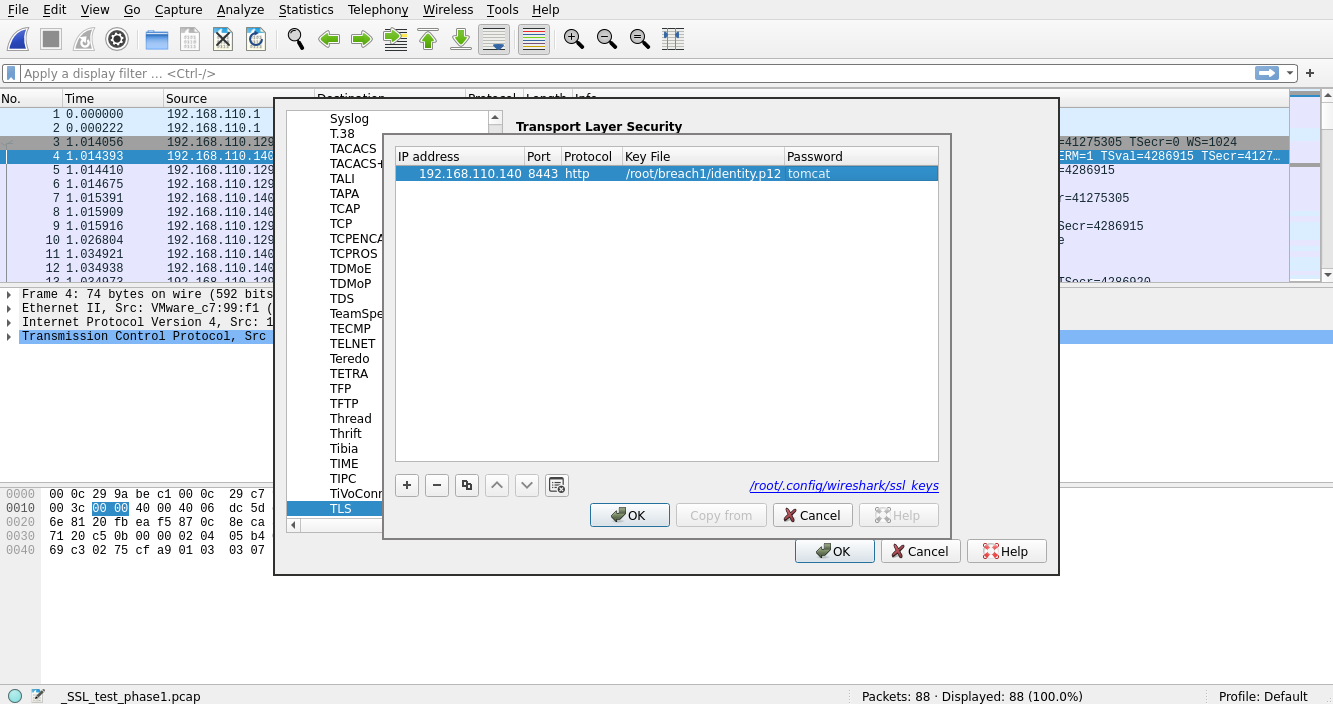 File Edit View Go Capture Analyze Statistics Telephony Wireless Tools Help
Apply a display filter ... <Ctrl-/>
No. Time Source
1 0.000000 192.168.110.1
2 0.000222 192.168.110.1
3 1.014056 192.168.110.129 =41275305 TSecr=0 WS=1024
4 1.014393 192.168.110.140 ERM=1 TSval=4286915 TSecr=4127…
5 1.014410 192.168.110.129 =4286915
6 1.014675 192.168.110.129
7 1.015391 192.168.110.140 r=41275305
8 1.015909 192.168.110.140
9 1.015916 192.168.110.129 Secr=4286915
10 1.026804 192.168.110.129 e
11 1.034921 192.168.110.140
12 1.034938 192.168.110.140
13 1.034973 192.168.110.129 TSecr=4286920
Frame 4: 74 bytes on wire (592 bits
Ethernet II, Src: VMware_c7:99:f1 (
Internet Protocol Version 4, Src: 1
Transmission Control Protocol, Src
0000 00 0c 29 9a be c1 00 0c 29 c7
0010 00 3c 00 00 40 00 40 06 dc 5d
0020 6e 81 20 fb ea f5 87 0c 8e ca
0030 71 20 c5 0b 00 00 02 04 05 b4
0040 69 c3 02 75 cf a9 01 03 03 07
Syslog
T.38
TACACS
TACACS+
TALI
TAPA
TCAP
TCP
TCPENCA
TCPROS
TDMoE
TDMoP
TDS
TeamSpe
TECMP
TELNET
Teredo
TETRA
TFP
TFTP
Thread
Thrift
Tibia
TIME
TIPC
TiVoConn
TLS
Transport Layer Security
IP address Port Protocol Key File Password
192.168.110.140 8443 http /root/breach1/identity.p12 tomcat
/root/.config/wireshark/ssl_keys
OK Copy from Cancel Help
OK Cancel Help
_SSL_test_phase1.pcap Packets: 88 · Displayed: 88 (100.0%) Profile: Default